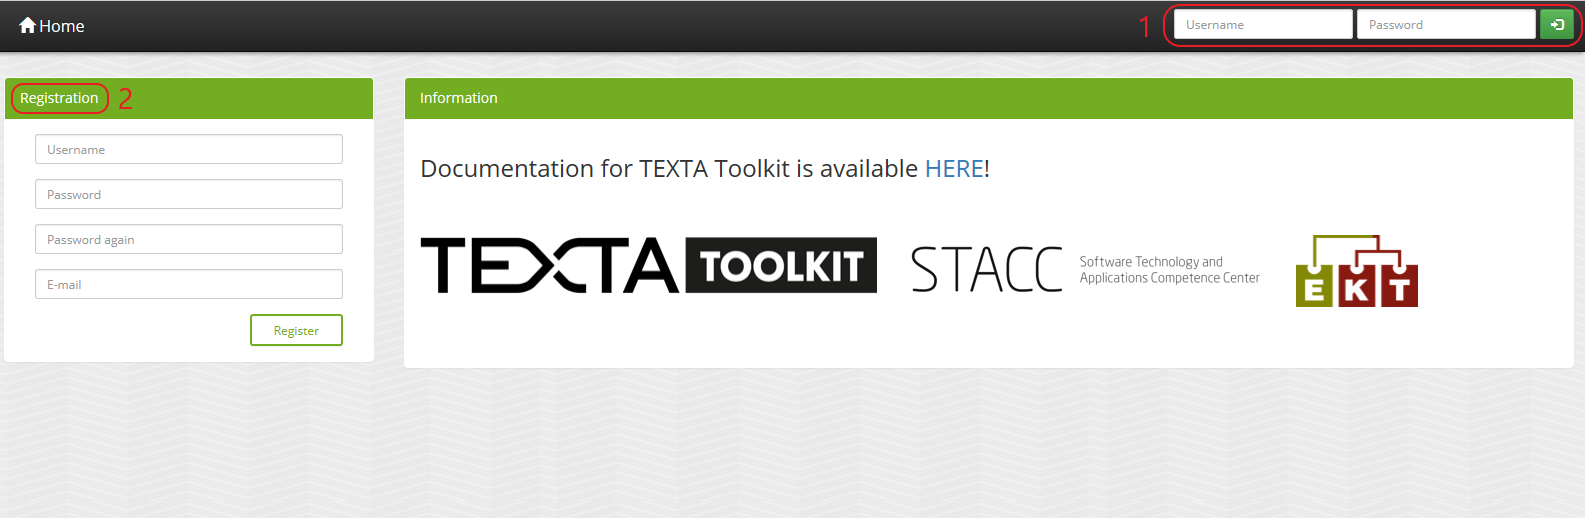 Home
1
Username
Password
Registration
2
Username
Password
Password again
E-mail
Register
Information
Documentation for TEXTA Toolkit is available HERE!
TEXTA TOOLKIT
STACC
Software Technology and
Applications Competence Center
EKT